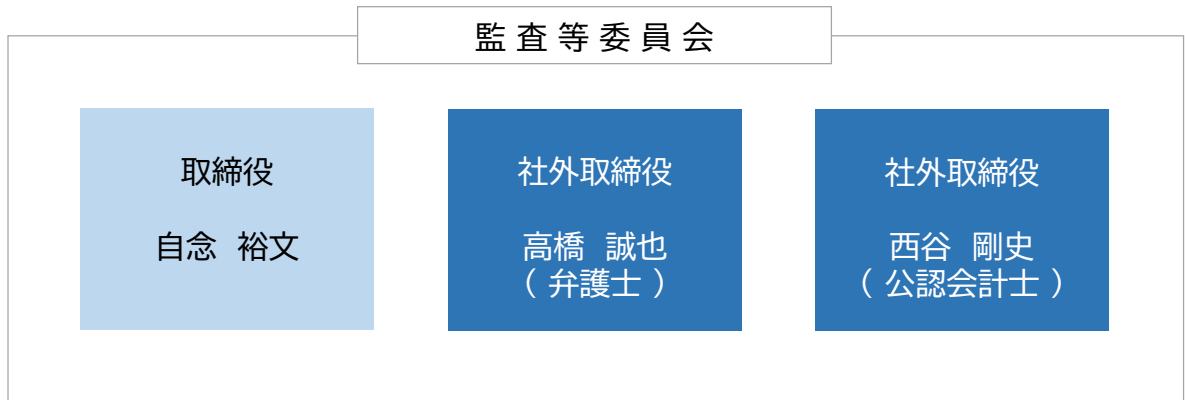 監査等委員会
取締役
自念 裕文
社外取締役
高橋 誠也
（ 弁護士 ）
社外取締役
西谷 剛史
（ 公認会計士 ）